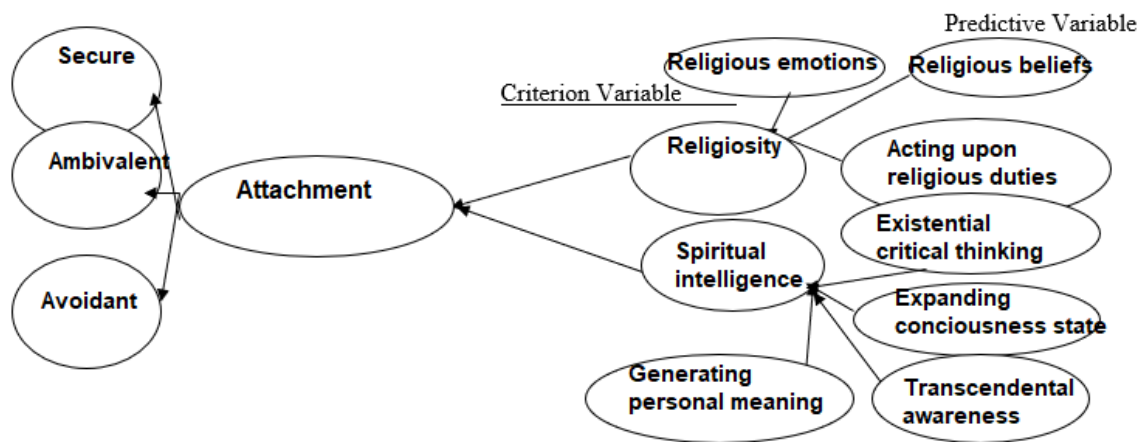 Predictive Variable
Secure
Religious emotions
Religious beliefs
Criterion Variable
Ambivalent
Religiosity
Acting upon
religious duties
Attachment
Existential
critical thinking
Spiritual
intelligence
Avoidant
Expanding
conciousness state
Generating
personal meaning
Transcendental
awareness